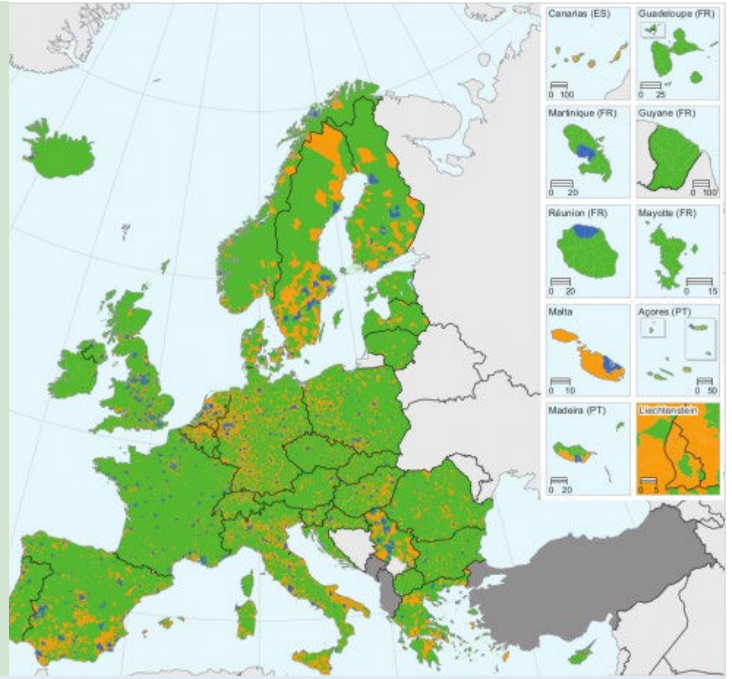 Canarias (ES)
0 100
Guadeloupe (FR)
0 25
Martinique (FR)
0 20
Guyane (FR)
0 100
Réunion (FR)
0 20
Mayotte (FR)
0 15
Malta
0 10
Açores (PT)
0 50
Madeira (PT)
0 20
Liechtenstein
0 5